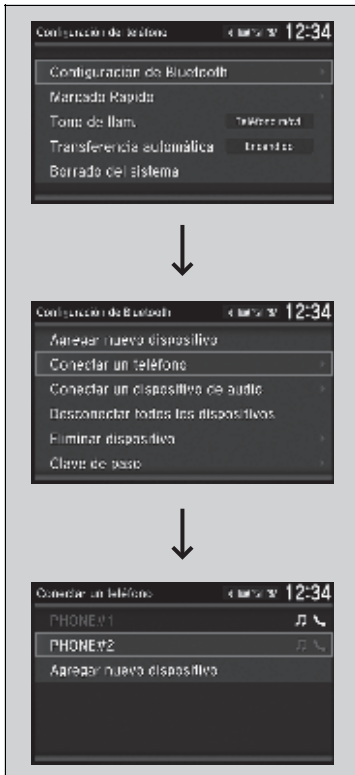 Configuración de teléfono 12:34
Configuración de Bluetooth
Marcado Rápido
Tono de llam. Teléfono móvil
Transferencia automática Encendido
Borrado del sistema
Configuración de Bluetooth 12:34
Agregar nuevo dispositivo
Conectar un teléfono
Conectar un dispositivo de audio
Desconectar todos los dispositivos
Eliminar dispositivo
Clave de paso
Conectar un teléfono 12:34
PHONE#1
PHONE#2
Agregar nuevo dispositivo